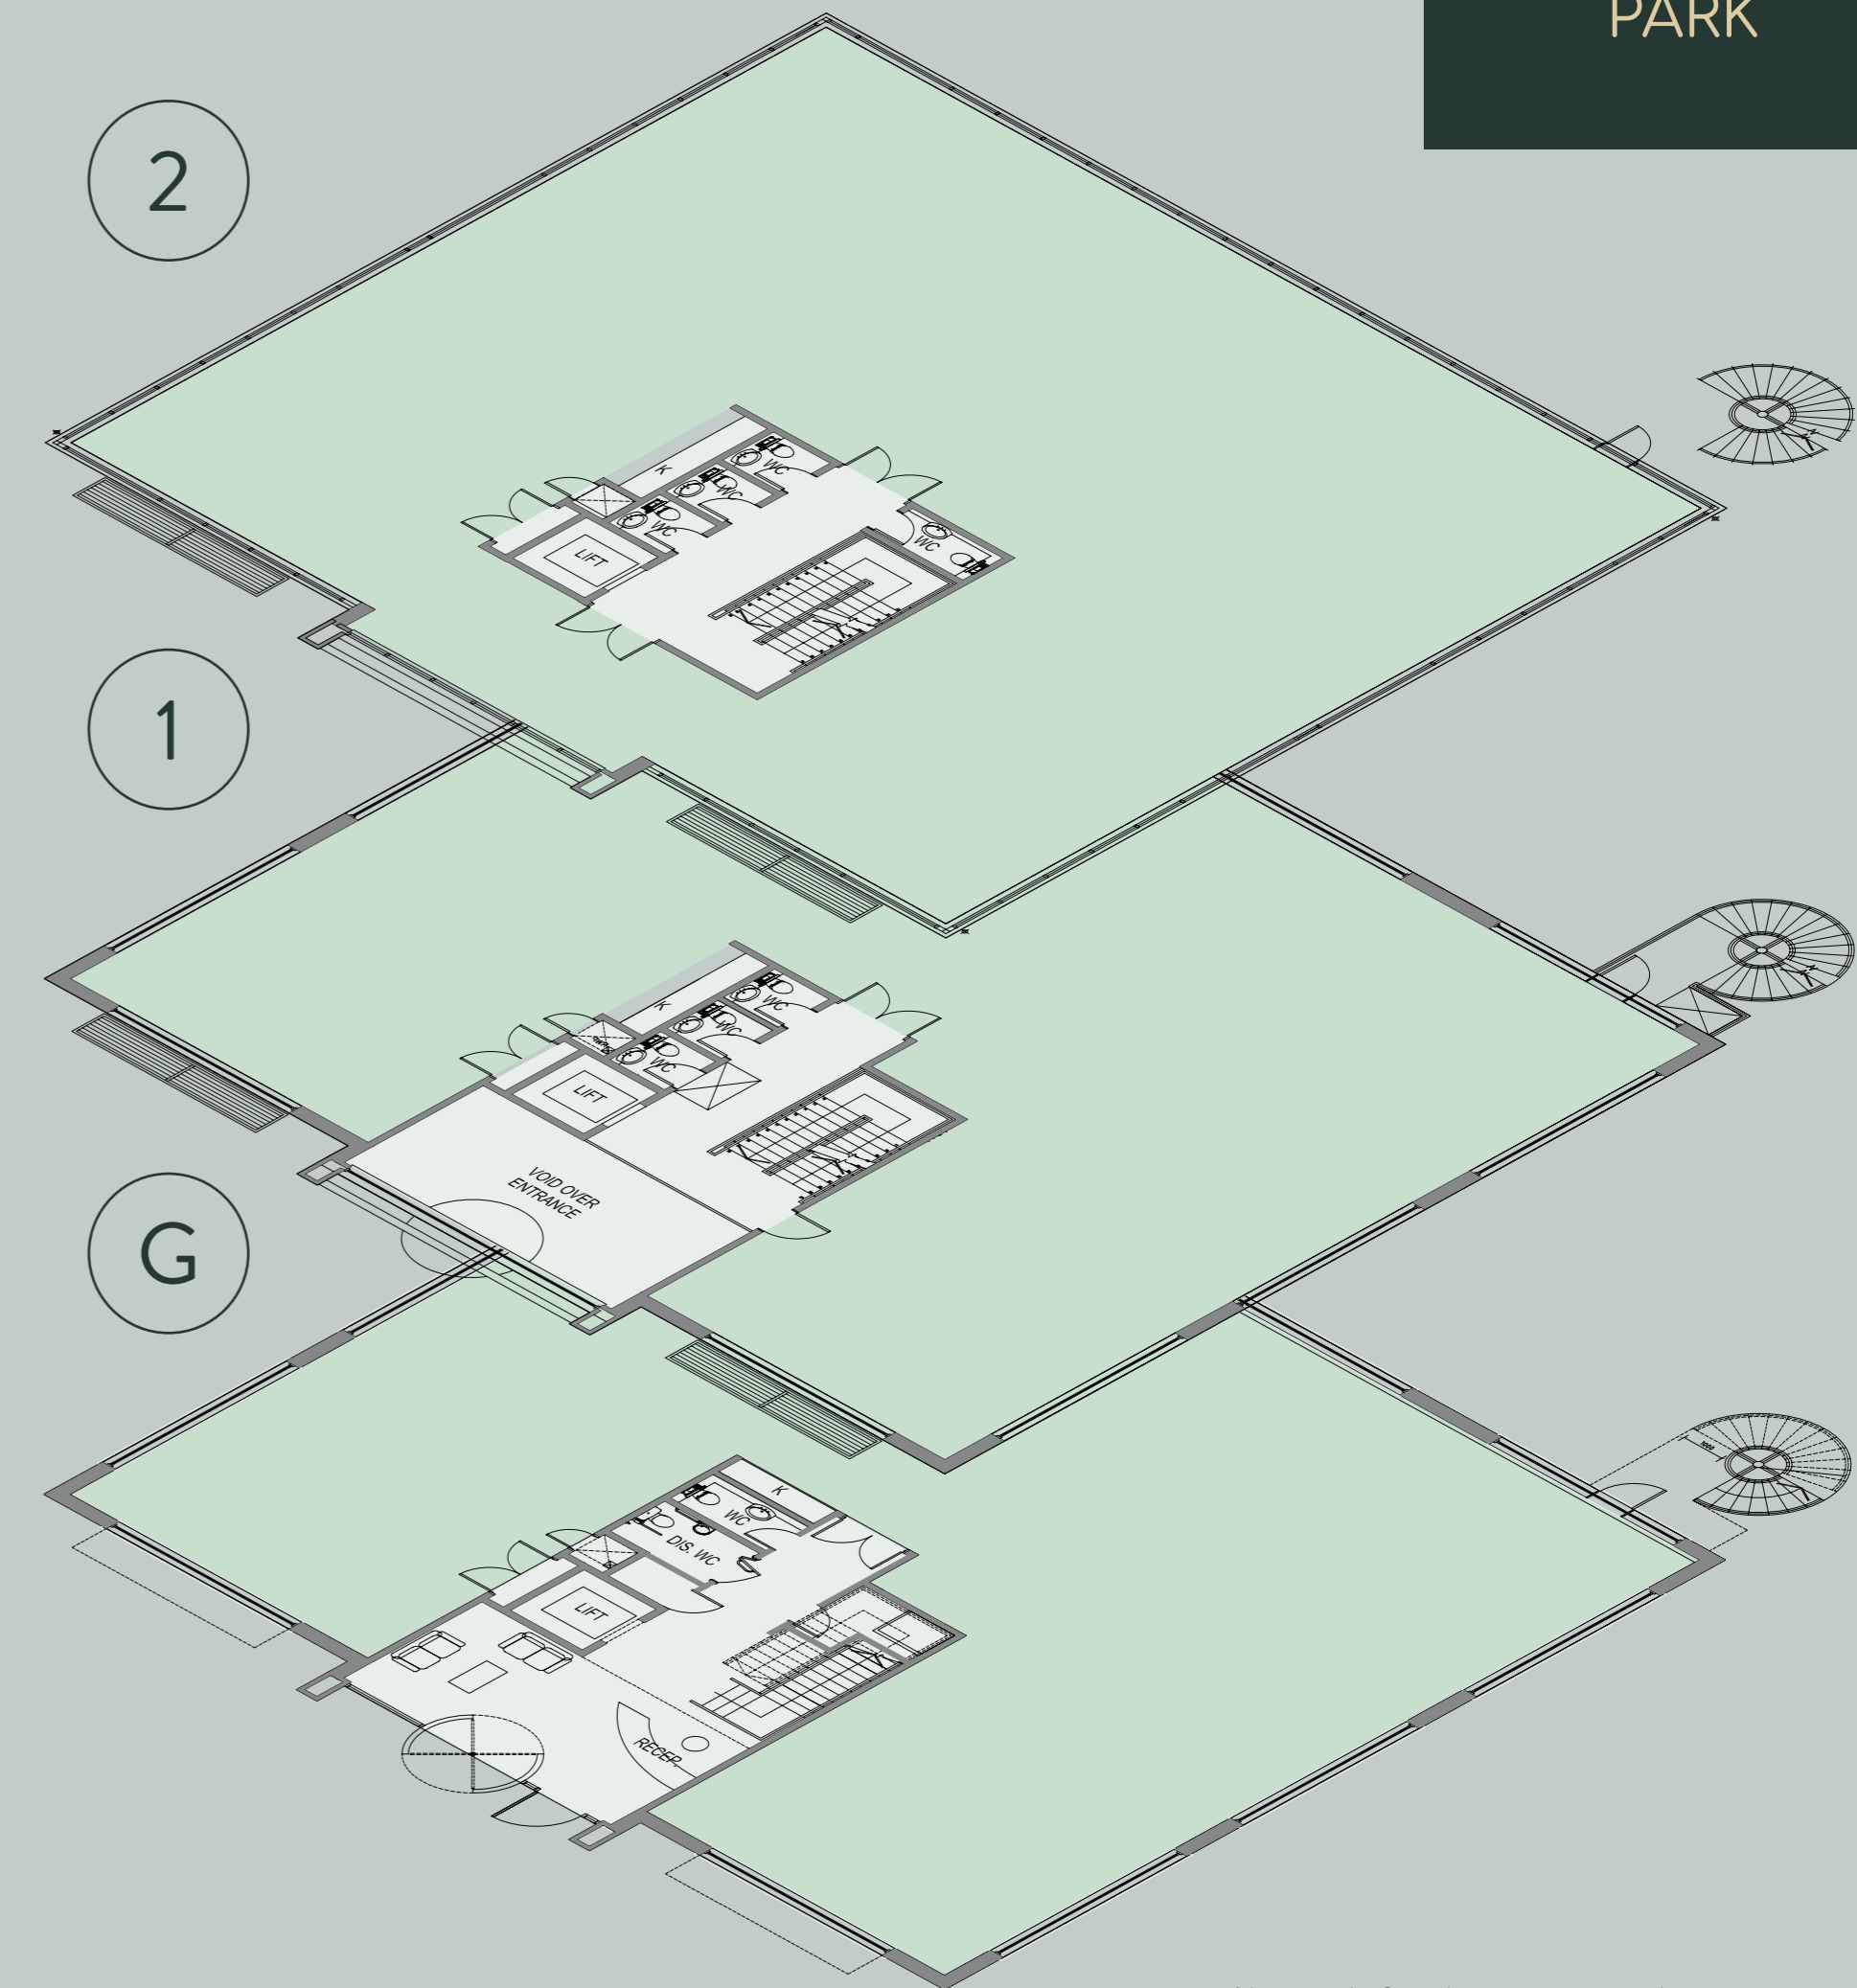 PARK
2
K
WC
WC
WC
WC
LIFT
1
K
WC
WC
WC
LIFT
VOID OVER
ENTRANCE
G
K
WC
DIS. WC
LIFT
RECEP.